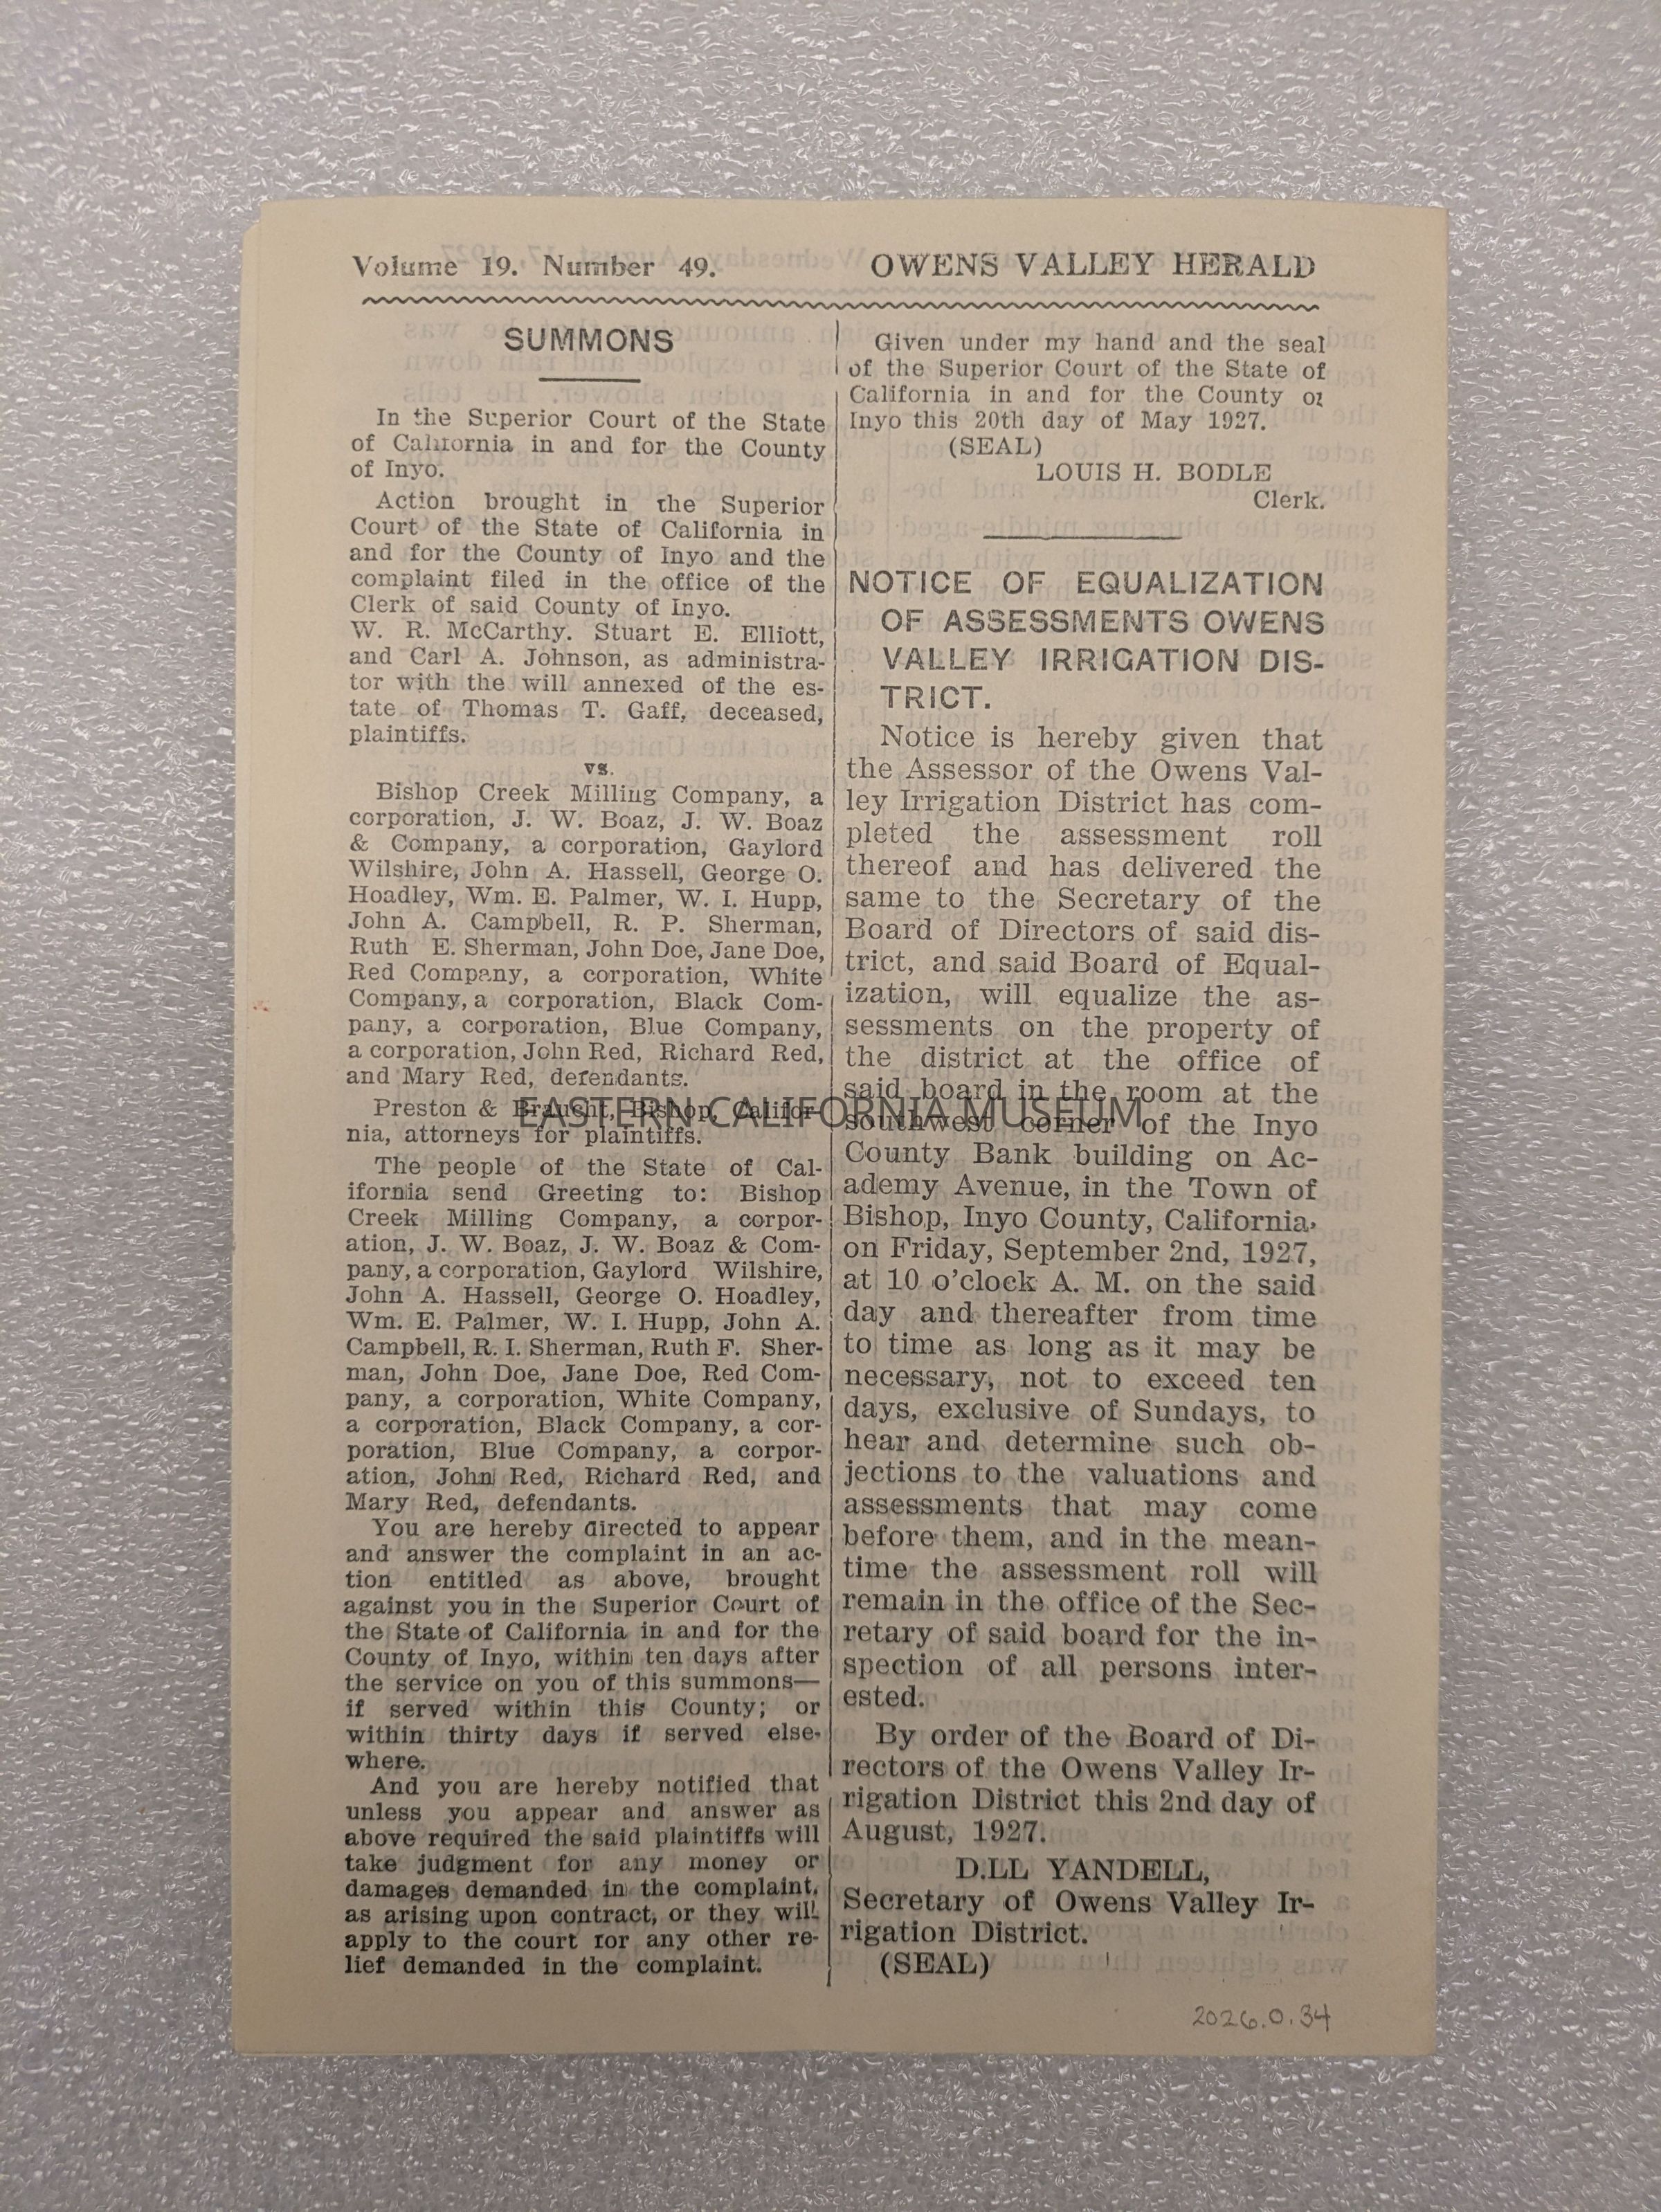 Volume 19. Number 49.
OWENS VALLEY HERALD
SUMMONS
In the Superior Court of the State
of California in and for the County
of Inyo.
Action brought in the Superior
Court of the State of California in
and for the County of Inyo and the
complaint filed in the office of the
Clerk of said County of Inyo.
W. R. McCarthy. Stuart E. Elliott,
and Carl A. Johnson, as administra-
tor with the will annexed of the es-
tate of Thomas T. Gaff, deceased,
plaintiffs.
vs.
Bishop Creek Milling Company, a
corporation, J. W. Boaz, J. W. Boaz
& Company, a corporation, Gaylord
Wilshire, John A. Hassell, George O.
Hoadley, Wm. E. Palmer, W. I. Hupp,
John A. Campbell, R. P. Sherman,
Ruth E. Sherman, John Doe, Jane Doe,
Red Company, a corporation, White
Company, a corporation, Black Com-
pany, a corporation, Blue Company,
a corporation, John Red, Richard Red,
and Mary Red, defendants.
Preston & Braucht, Bishop, Califor-
nia, attorneys for plaintiffs.
The people of the State of Cal-
ifornia send Greeting to: Bishop
Creek Milling Company, a corpor-
ation, J. W. Boaz, J. W. Boaz & Com-
pany, a corporation, Gaylord Wilshire,
John A. Hassell, George O. Hoadley,
Wm. E. Palmer, W. I. Hupp, John A.
Campbell, R. I. Sherman, Ruth F. Sher-
man, John Doe, Jane Doe, Red Com-
pany, a corporation, White Company,
a corporation, Black Company, a cor-
poration, Blue Company, a corpor-
ation, John Red, Richard Red, and
Mary Red, defendants.
You are hereby directed to appear
and answer the complaint in an ac-
tion entitled as above, brought
against you in the Superior Court of
the State of California in and for the
County of Inyo, within ten days after
the service on you of this summons—
if served within this County; or
within thirty days if served else-
where.
And you are hereby notified that
unless you appear and answer as
above required the said plaintiffs will
take judgment for any money or
damages demanded in the complaint,
as arising upon contract, or they will
apply to the court for any other re-
lief demanded in the complaint.
Given under my hand and the seal
of the Superior Court of the State of
California in and for the County of
Inyo this 20th day of May 1927.
(SEAL)
LOUIS H. BODLE
Clerk.
NOTICE OF EQUALIZATION
OF ASSESSMENTS OWENS
VALLEY IRRIGATION DIS-
TRICT.
Notice is hereby given that
the Assessor of the Owens Val-
ley Irrigation District has com-
pleted the assessment roll
thereof and has delivered the
same to the Secretary of the
Board of Directors of said dis-
trict, and said Board of Equal-
ization, will equalize the as-
sessments on the property of
the district at the office of
said board in the room at the
southwest corner of the Inyo
County Bank building on Ac-
ademy Avenue, in the Town of
Bishop, Inyo County, California,
on Friday, September 2nd, 1927,
at 10 o'clock A. M. on the said
day and thereafter from time
to time as long as it may be
necessary, not to exceed ten
days, exclusive of Sundays, to
hear and determine such ob-
jections to the valuations and
assessments that may come
before them, and in the mean-
time the assessment roll will
remain in the office of the Sec-
retary of said board for the in-
spection of all persons inter-
ested.
By order of the Board of Di-
rectors of the Owens Valley Ir-
rigation District this 2nd day of
August, 1927.
D.LL YANDELL,
Secretary of Owens Valley Ir-
rigation District.
(SEAL)
2026.0.34
EASTERN CALIFORNIA MUSEUM